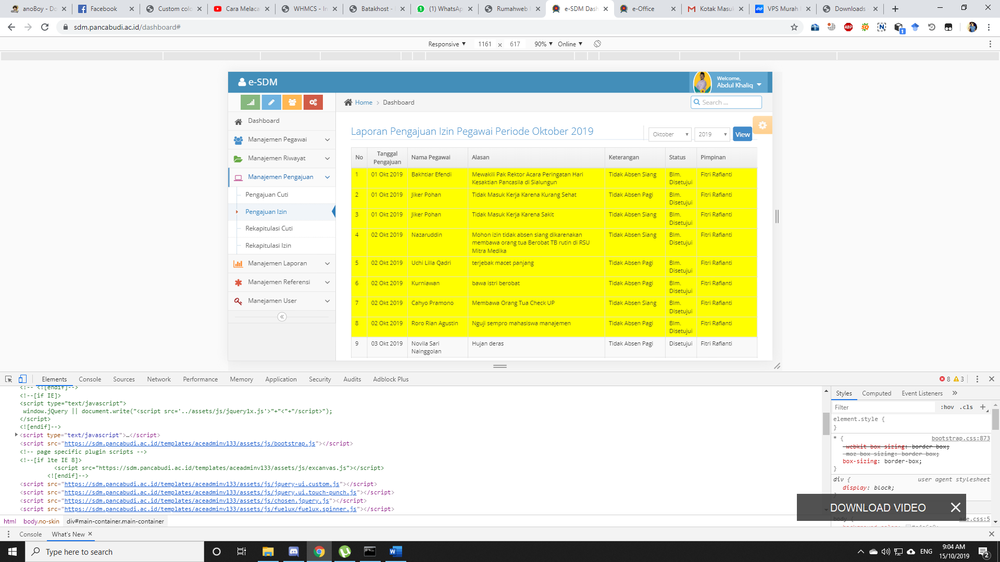 anoBoy - Do
Facebook
Custom colo
Cara Melaca
WHMCS - In
Batakhost -
(1) WhatsAp
Rumahweb
e-SDM Dash
e-Office
Kotak Masu
VPS Murah
Downloads
sdm.pancabudi.ac.id/dashboard#
Responsive ▼ 1161 × 617 90% ▼ Online ▼
e-SDM
Welcome,
Abdul Khaliq
Home > Dashboard
Search ...
Dashboard
Manajemen Pegawai
Manajemen Riwayat
Manajemen Pengajuan
Pengajuan Cuti
Pengajuan Izin
Rekapitulasi Cuti
Rekapitulasi Izin
Manajemen Laporan
Manajemen Referensi
Manejamen User
Laporan Pengajuan Izin Pegawai Periode Oktober 2019
Oktober 2019 View
No Tanggal Pengajuan Nama Pegawai Alasan Keterangan Status Pimpinan
1 01 Okt 2019 Bakhtiar Efendi Mewakili Pak Rektor Acara Peringatan Hari Kesaktian Pancasila di Sialungun Tidak Absen Siang Blm. Disetujui Fitri Rafianti
2 01 Okt 2019 Jiker Pohan Tidak Masuk Kerja Karena Kurang Sehat Tidak Absen Pagi Blm. Disetujui Fitri Rafianti
3 01 Okt 2019 Jiker Pohan Tidak Masuk Kerja Karena Sakit Tidak Absen Siang Blm. Disetujui Fitri Rafianti
4 02 Okt 2019 Nazaruddin Mohon izin tidak absen siang dikarenakan membawa orang tua Berobat TB rutin di RSU Mitra Medika Tidak Absen Siang Blm. Disetujui Fitri Rafianti
5 02 Okt 2019 Uchi Lilla Qadri terjebak macet panjang Tidak Absen Pagi Blm. Disetujui Fitri Rafianti
6 02 Okt 2019 Kurniawan bawa istri berobat Tidak Absen Pagi Blm. Disetujui Fitri Rafianti
7 02 Okt 2019 Cahyo Pramono Membawa Orang Tua Check UP Tidak Absen Siang Blm. Disetujui Fitri Rafianti
8 02 Okt 2019 Roro Rian Agustin Nguji sempro mahasiswa manajemen Tidak Absen Pagi Blm. Disetujui Fitri Rafianti
9 03 Okt 2019 Novila Sari Nainggolan Hujan deras Tidak Absen Pagi Disetujui Fitri Rafianti
Elements Console Sources Network Performance Memory Application Security Audits Adblock Plus
8 3
<!-- <![endif]-->
<!--[if IE]>
<script type="text/javascript">
window.jQuery || document.write("<script src='../assets/js/jquery1x.js'>"+"<"+"/script>");
</script>
<![endif]-->
<script type="text/javascript">…</script>
<script src="https://sdm.pancabudi.ac.id/templates/aceadminv133/assets/js/bootstrap.js"></script>
<!-- page specific plugin scripts -->
<!--[if lte IE 8]>
<script src="https://sdm.pancabudi.ac.id/templates/aceadminv133/assets/js/excanvas.js"></script>
<![endif]-->
<script src="https://sdm.pancabudi.ac.id/templates/aceadminv133/assets/js/jquery-ui.custom.js"></script>
<script src="https://sdm.pancabudi.ac.id/templates/aceadminv133/assets/js/jquery.ui.touch-punch.js"></script>
<script src="https://sdm.pancabudi.ac.id/templates/aceadminv133/assets/js/chosen.jquery.js"></script>
<script src="https://sdm.pancabudi.ac.id/templates/aceadminv133/assets/js/fuelux/fuelux.spinner.js"></script>
html body.no-skin div#main-container.main-container
Styles Computed Event Listeners »
Filter :hov .cls +
element.style {
}
* { bootstrap.css:873
-webkit-box-sizing: border-box;
-moz-box-sizing: border-box;
box-sizing: border-box;
}
div { user agent stylesheet
display: block;
DOWNLOAD VIDEO
body {
Console What's New
Type here to search
ENG
9:04 AM
15/10/2019
2